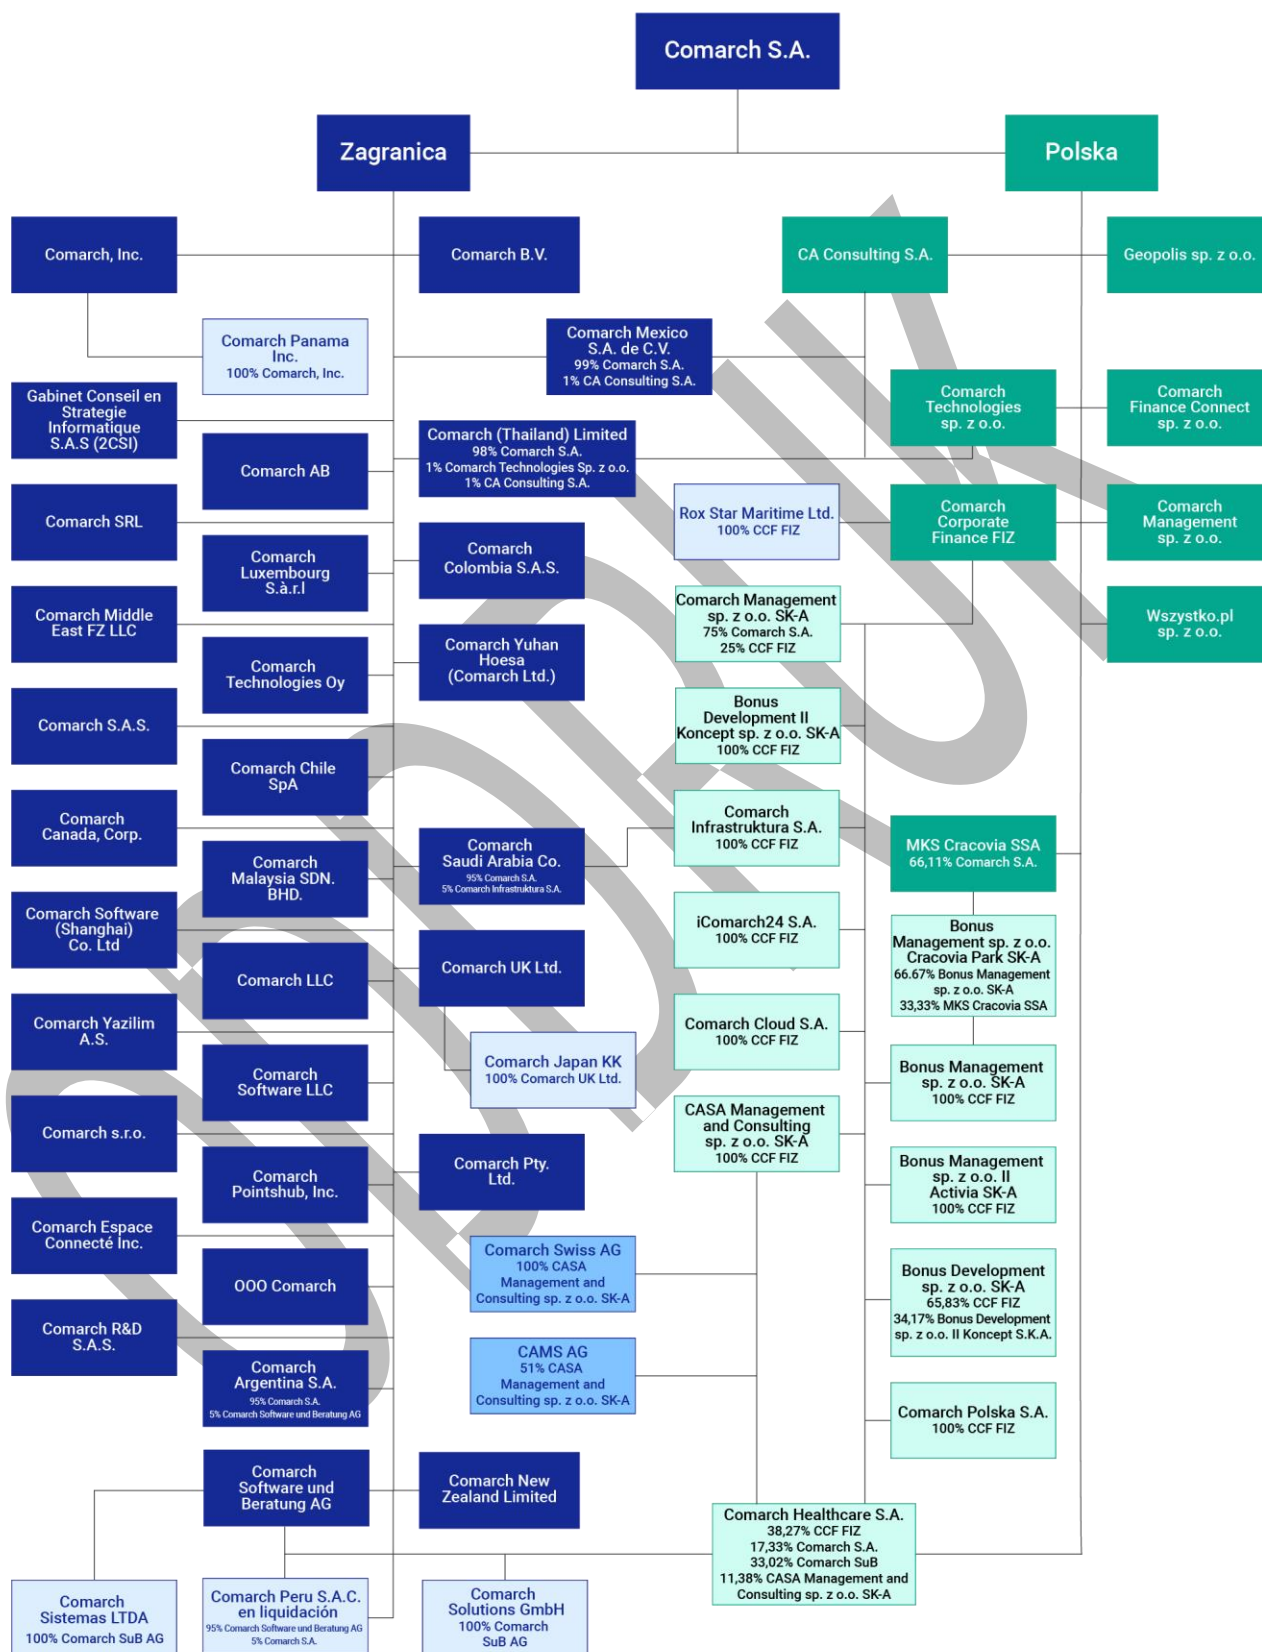 Comarch S.A.
Zagranica
Polska
Comarch, Inc.
Comarch B.V.
CA Consulting S.A.
Geopolis sp. z o.o.
Comarch Panama
Inc.
100% Comarch, Inc.
Comarch Mexico
S.A. de C.V.
99% Comarch S.A.
1% CA Consulting S.A.
Gabinet Conseil en
Strategie
Informatique
S.A.S (2CSI)
Comarch
Technologies
sp. z o.o.
Comarch
Finance Connect
sp. z o.o.
Comarch AB
Comarch (Thailand) Limited
98% Comarch S.A.
1% Comarch Technologies Sp. z o.o.
1% CA Consulting S.A.
Comarch SRL
Rox Star Maritime Ltd.
100% CCF FIZ
Comarch
Corporate
Finance FIZ
Comarch
Management
sp. z o.o.
Comarch
Luxembourg
S.à.r.l
Comarch
Colombia S.A.S.
Comarch Middle
East FZ LLC
Comarch Management
sp. z o.o. SK-A
75% Comarch S.A.
25% CCF FIZ
Wszystko.pl
sp. z o.o.
Comarch
Technologies Oy
Comarch Yuhan
Hoesa
(Comarch Ltd.)
Comarch S.A.S.
Bonus
Development II
Koncept sp. z o.o. SK-A
100% CCF FIZ
Comarch Chile
SpA
Comarch
Canada, Corp.
Comarch
Infrastruktura S.A.
100% CCF FIZ
MKS Cracovia SSA
66,11% Comarch S.A.
Comarch
Malaysia SDN.
BHD.
Comarch
Saudi Arabia Co.
95% Comarch S.A.
5% Comarch Infrastruktura S.A.
Comarch Software
(Shanghai)
Co. Ltd
iComarch24 S.A.
100% CCF FIZ
Bonus
Management sp. z o.o.
Cracovia Park SK-A
66.67% Bonus Management
sp. z o.o. SK-A
33,33% MKS Cracovia SSA
Comarch LLC
Comarch UK Ltd.
Comarch Yazilim
A.S.
Comarch Cloud S.A.
100% CCF FIZ
Comarch
Software LLC
Comarch Japan KK
100% Comarch UK Ltd.
Bonus Management
sp. z o.o. SK-A
100% CCF FIZ
Comarch s.r.o.
CASA Management
and Consulting
sp. z o.o. SK-A
100% CCF FIZ
Comarch
Pointshub, Inc.
Comarch Pty.
Ltd.
Bonus Management
sp. z o.o. II
Activia SK-A
100% CCF FIZ
Comarch Espace
Connecté Inc.
Comarch Swiss AG
100% CASA
Management and
Consulting sp. z o.o. SK-A
OOO Comarch
Bonus Development
sp. z o.o. SK-A
65,83% CCF FIZ
34,17% Bonus Development
sp. z o.o. II Koncept S.K.A.
Comarch R&D
S.A.S.
CAMS AG
51% CASA
Management and
Consulting sp. z o.o. SK-A
Comarch
Argentina S.A.
95% Comarch S.A.
5% Comarch Software und Beratung AG
Comarch Polska S.A.
100% CCF FIZ
Comarch
Software und
Beratung AG
Comarch New
Zealand Limited
Comarch Healthcare S.A.
38,27% CCF FIZ
17,33% Comarch S.A.
33,02% Comarch SuB
11,38% CASA Management and
Consulting sp. z o.o. SK-A
Comarch
Sistemas LTDA
100% Comarch SuB AG
Comarch Peru S.A.C.
en liquidación
95% Comarch Software und Beratung AG
5% Comarch S.A.
Comarch
Solutions GmbH
100% Comarch
SuB AG